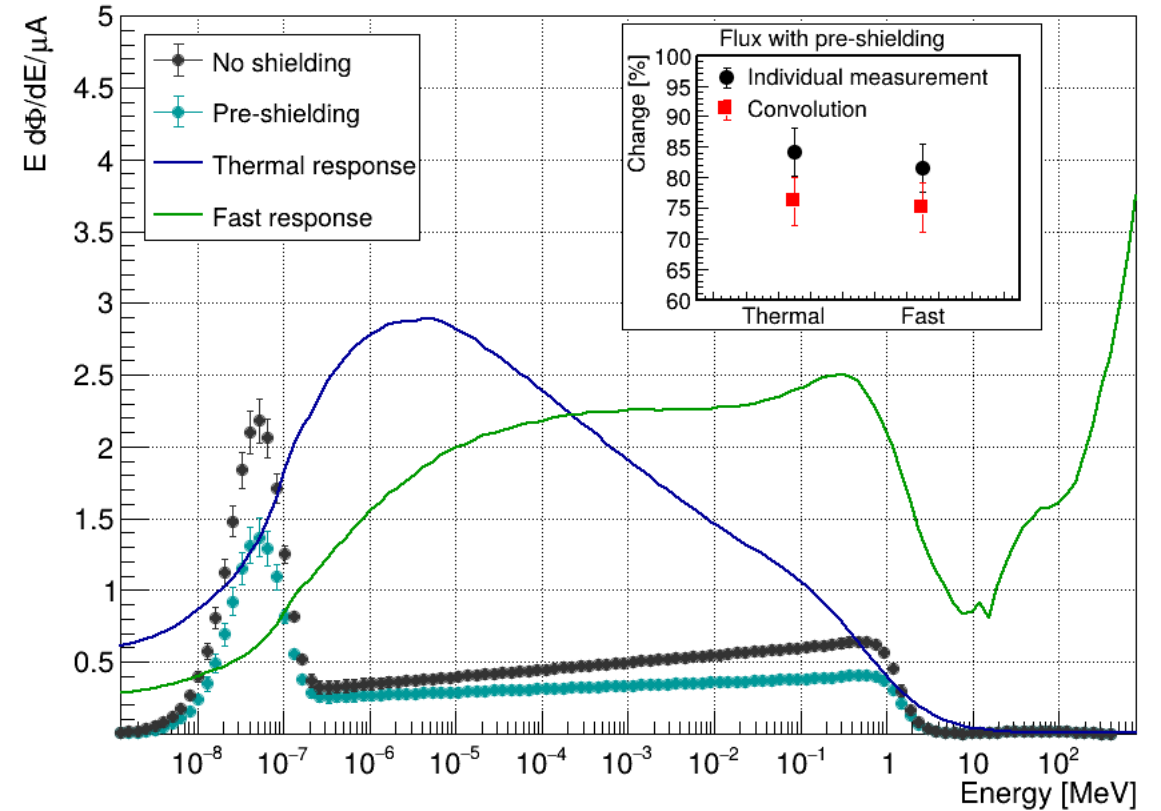 E dΦ/dE/μA
5
4.5
4
3.5
3
2.5
2
1.5
1
0.5
No shielding
Pre-shielding
Thermal response
Fast response
Flux with pre-shielding
Change [%]
100
95
90
85
80
75
70
65
60
Individual measurement
Convolution
Thermal Fast
10⁻⁸ 10⁻⁷ 10⁻⁶ 10⁻⁵ 10⁻⁴ 10⁻³ 10⁻² 10⁻¹ 1 10 10²
Energy [MeV]